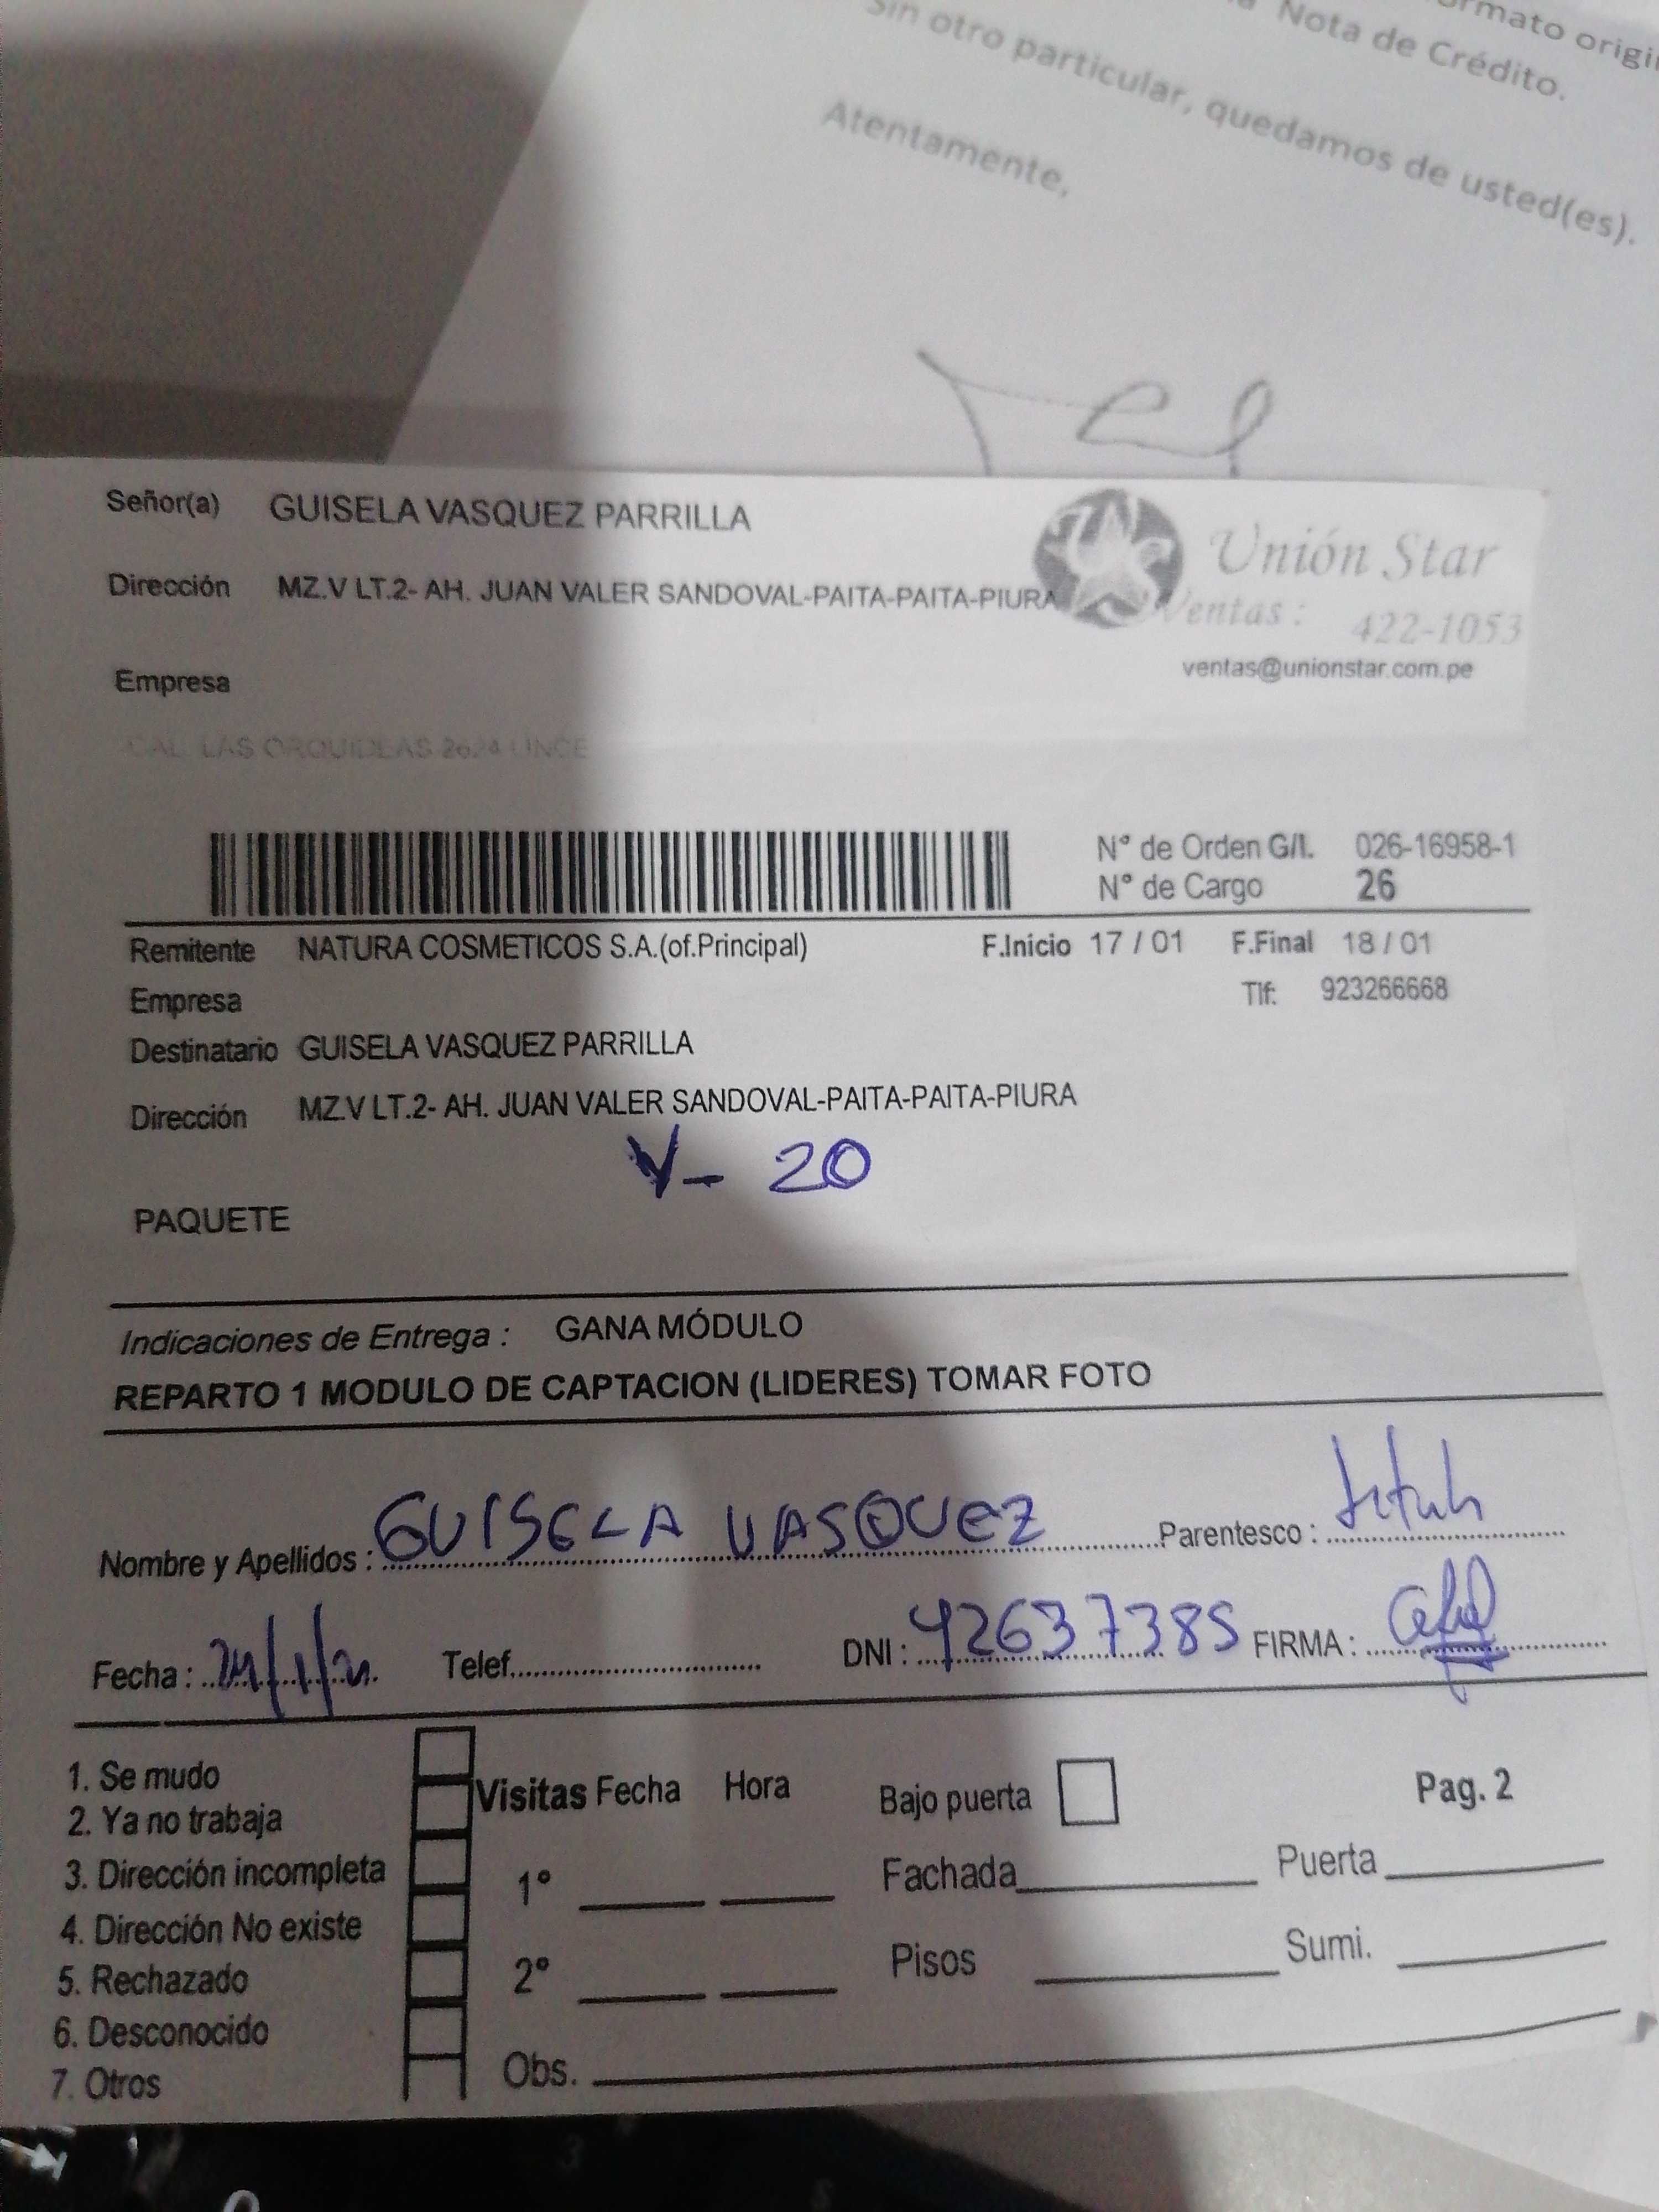 ormato origi
Nota de Crédito.
Sin otro particular, quedamos de usted(es).
Atentamente,
Señor(a) GUISELA VASQUEZ PARRILLA
Unión Star
Dirección MZ.V LT.2- AH. JUAN VALER SANDOVAL-PAITA-PAITA-PIURA
Ventas: 422-1053
ventas@unionstar.com.pe
Empresa
CAL. LAS ORQUIDEAS 2624 LINCE
N° de Orden G/I. 026-16958-1
N° de Cargo 26
Remitente NATURA COSMETICOS S.A.(of.Principal) F.Inicio 17 / 01 F.Final 18 / 01
Empresa Tlf: 923266668
Destinatario GUISELA VASQUEZ PARRILLA
Dirección MZ.V LT.2- AH. JUAN VALER SANDOVAL-PAITA-PAITA-PIURA
V- 20
PAQUETE
Indicaciones de Entrega : GANA MÓDULO
REPARTO 1 MODULO DE CAPTACION (LIDERES) TOMAR FOTO
Nombre y Apellidos : GUISELA VASQUEZ Parentesco :
Fecha : Telef. DNI : 42637385 FIRMA :
1. Se mudo
2. Ya no trabaja
3. Dirección incompleta
4. Dirección No existe
5. Rechazado
6. Desconocido
7. Otros
Visitas Fecha Hora
1°
2°
Obs.
Bajo puerta Pag. 2
Fachada Puerta
Pisos Sumi.